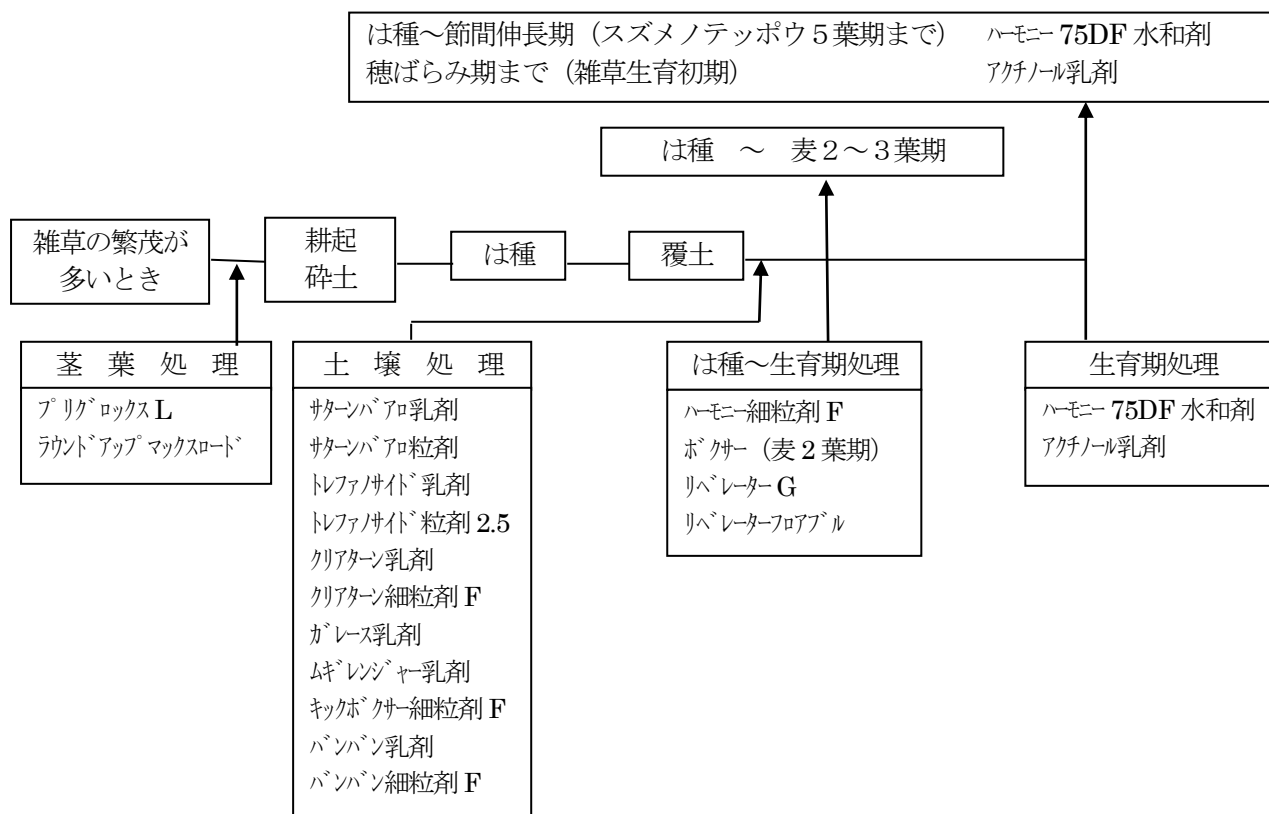 は種～節間伸長期（スズメノテッポウ５葉期まで） ﾊｰﾓﾆｰ 75DF 水和剤
穂ばらみ期まで（雑草生育初期） ｱｸﾁﾉｰﾙ乳剤
は種 ～ 麦２～３葉期
雑草の繁茂が
多いとき
耕起
砕土
は種
覆土
茎 葉 処 理
ﾌﾟﾘｸﾞﾛｯｸｽ L
ﾗｳﾝﾄﾞｱｯﾌﾟﾏｯｸｽﾛｰﾄﾞ
土 壌 処 理
ｻﾀｰﾝﾊﾞｱﾛ乳剤
ｻﾀｰﾝﾊﾞｱﾛ粒剤
ﾄﾚﾌｧﾉｻｲﾄﾞ乳剤
ﾄﾚﾌｧﾉｻｲﾄﾞ粒剤 2.5
ｸﾘｱﾀｰﾝ乳剤
ｸﾘｱﾀｰﾝ細粒剤 F
ｶﾞﾚｰｽ乳剤
ﾑｷﾞﾚﾝｼﾞｬｰ乳剤
ｷｯｸﾎﾞｸｻｰ細粒剤 F
ﾊﾞﾝﾊﾞﾝ乳剤
ﾊﾞﾝﾊﾞﾝ細粒剤 F
は種～生育期処理
ﾊｰﾓﾆｰ細粒剤 F
ﾎﾞｸｻｰ（麦 2 葉期）
ﾘﾍﾞﾚｰﾀｰ G
ﾘﾍﾞﾚｰﾀｰﾌﾛｱﾌﾞﾙ
生育期処理
ﾊｰﾓﾆｰ 75DF 水和剤
ｱｸﾁﾉｰﾙ乳剤